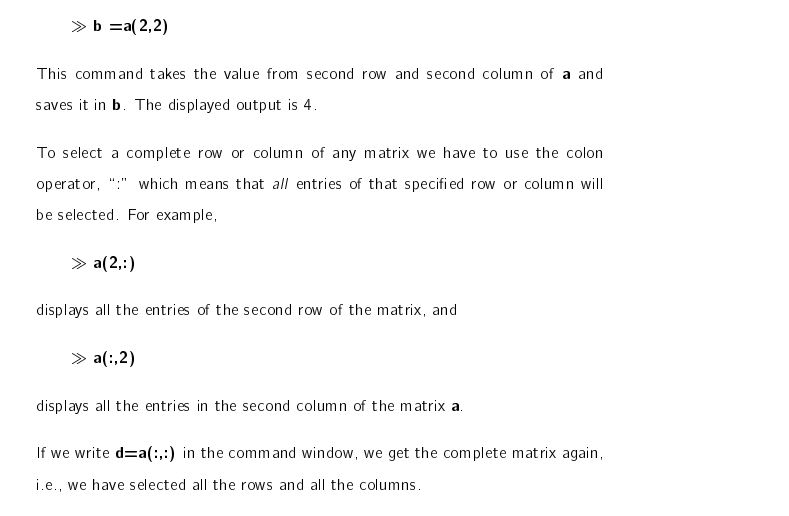 ≫ b =a(2,2)
This command takes the value from second row and second column of a and
saves it in b. The displayed output is 4.
To select a complete row or column of any matrix we have to use the colon
operator, “:” which means that all entries of that specified row or column will
be selected. For example,
≫ a(2,:)
displays all the entries of the second row of the matrix, and
≫ a(:,2)
displays all the entries in the second column of the matrix a.
If we write d=a(:,:) in the command window, we get the complete matrix again,
i.e., we have selected all the rows and all the columns.